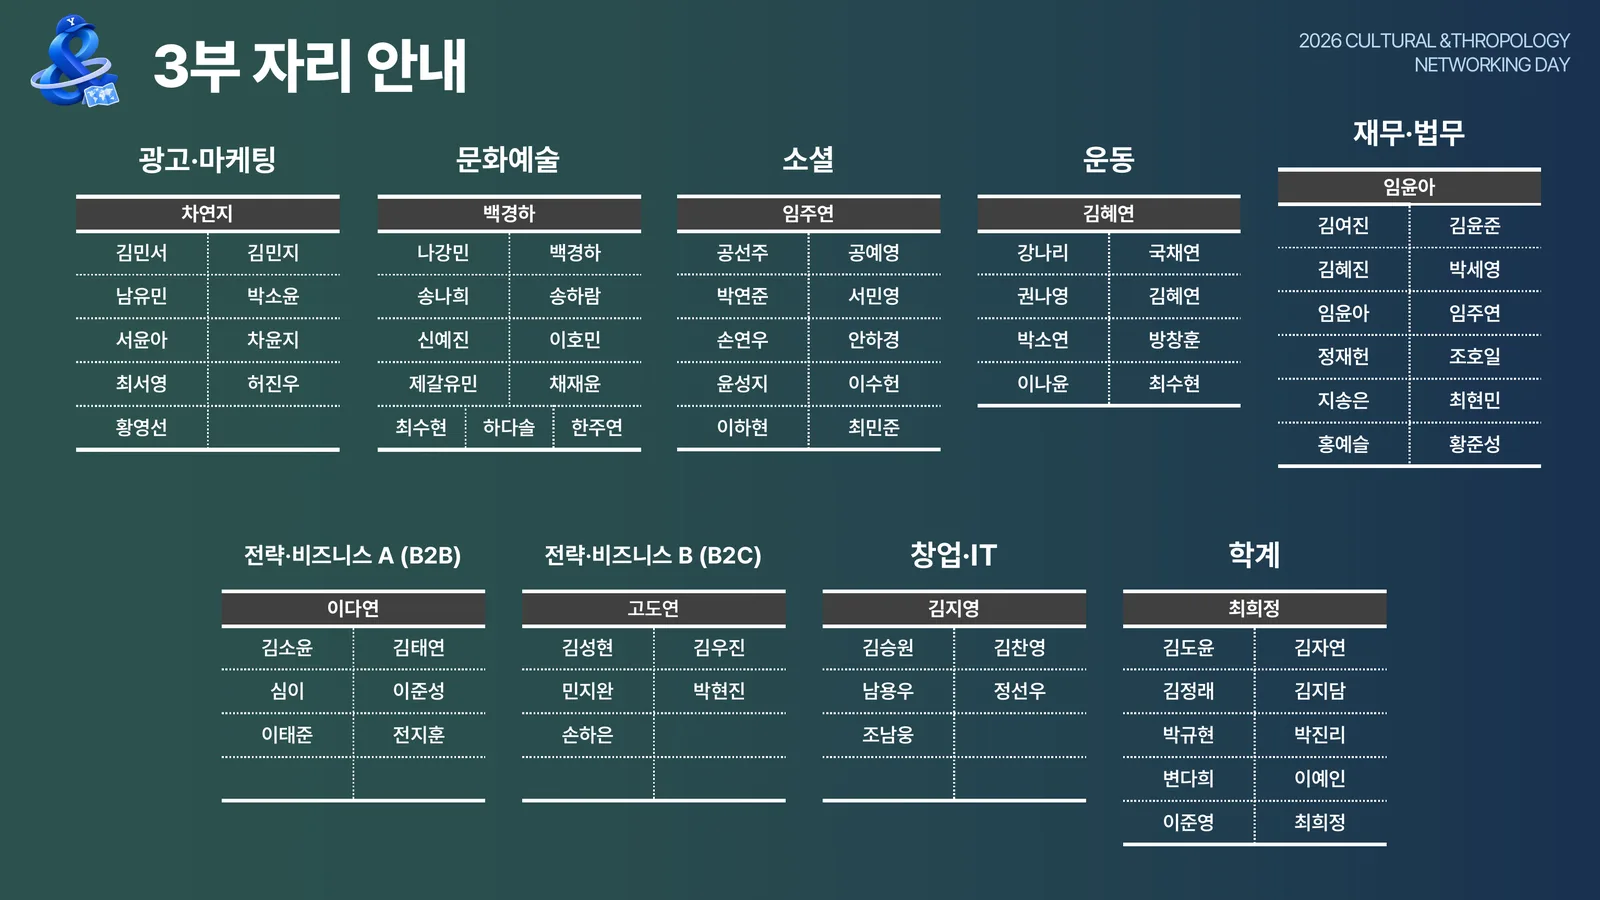 Y
3부 자리 안내
2026 CULTURAL &THROPOLOGY
NETWORKING DAY
광고·마케팅
차연지
김민서 김민지
남유민 박소윤
서윤아 차윤지
최서영 허진우
황영선
문화예술
백경하
나강민 백경하
송나희 송하람
신예진 이호민
제갈유민 채재윤
최수현 하다솔 한주연
소셜
임주연
공선주 공예영
박연준 서민영
손연우 안하경
윤성지 이수헌
이하현 최민준
운동
김혜연
강나리 국채연
권나영 김혜연
박소연 방창훈
이나윤 최수현
재무·법무
임윤아
김여진 김윤준
김혜진 박세영
임윤아 임주연
정재헌 조호일
지송은 최현민
홍예슬 황준성
전략·비즈니스 A (B2B)
이다연
김소윤 김태연
심이 이준성
이태준 전지훈
전략·비즈니스 B (B2C)
고도연
김성현 김우진
민지완 박현진
손하은
창업·IT
김지영
김승원 김찬영
남용우 정선우
조남웅
학계
최희정
김도윤 김자연
김정래 김지담
박규현 박진리
변다희 이예인
이준영 최희정